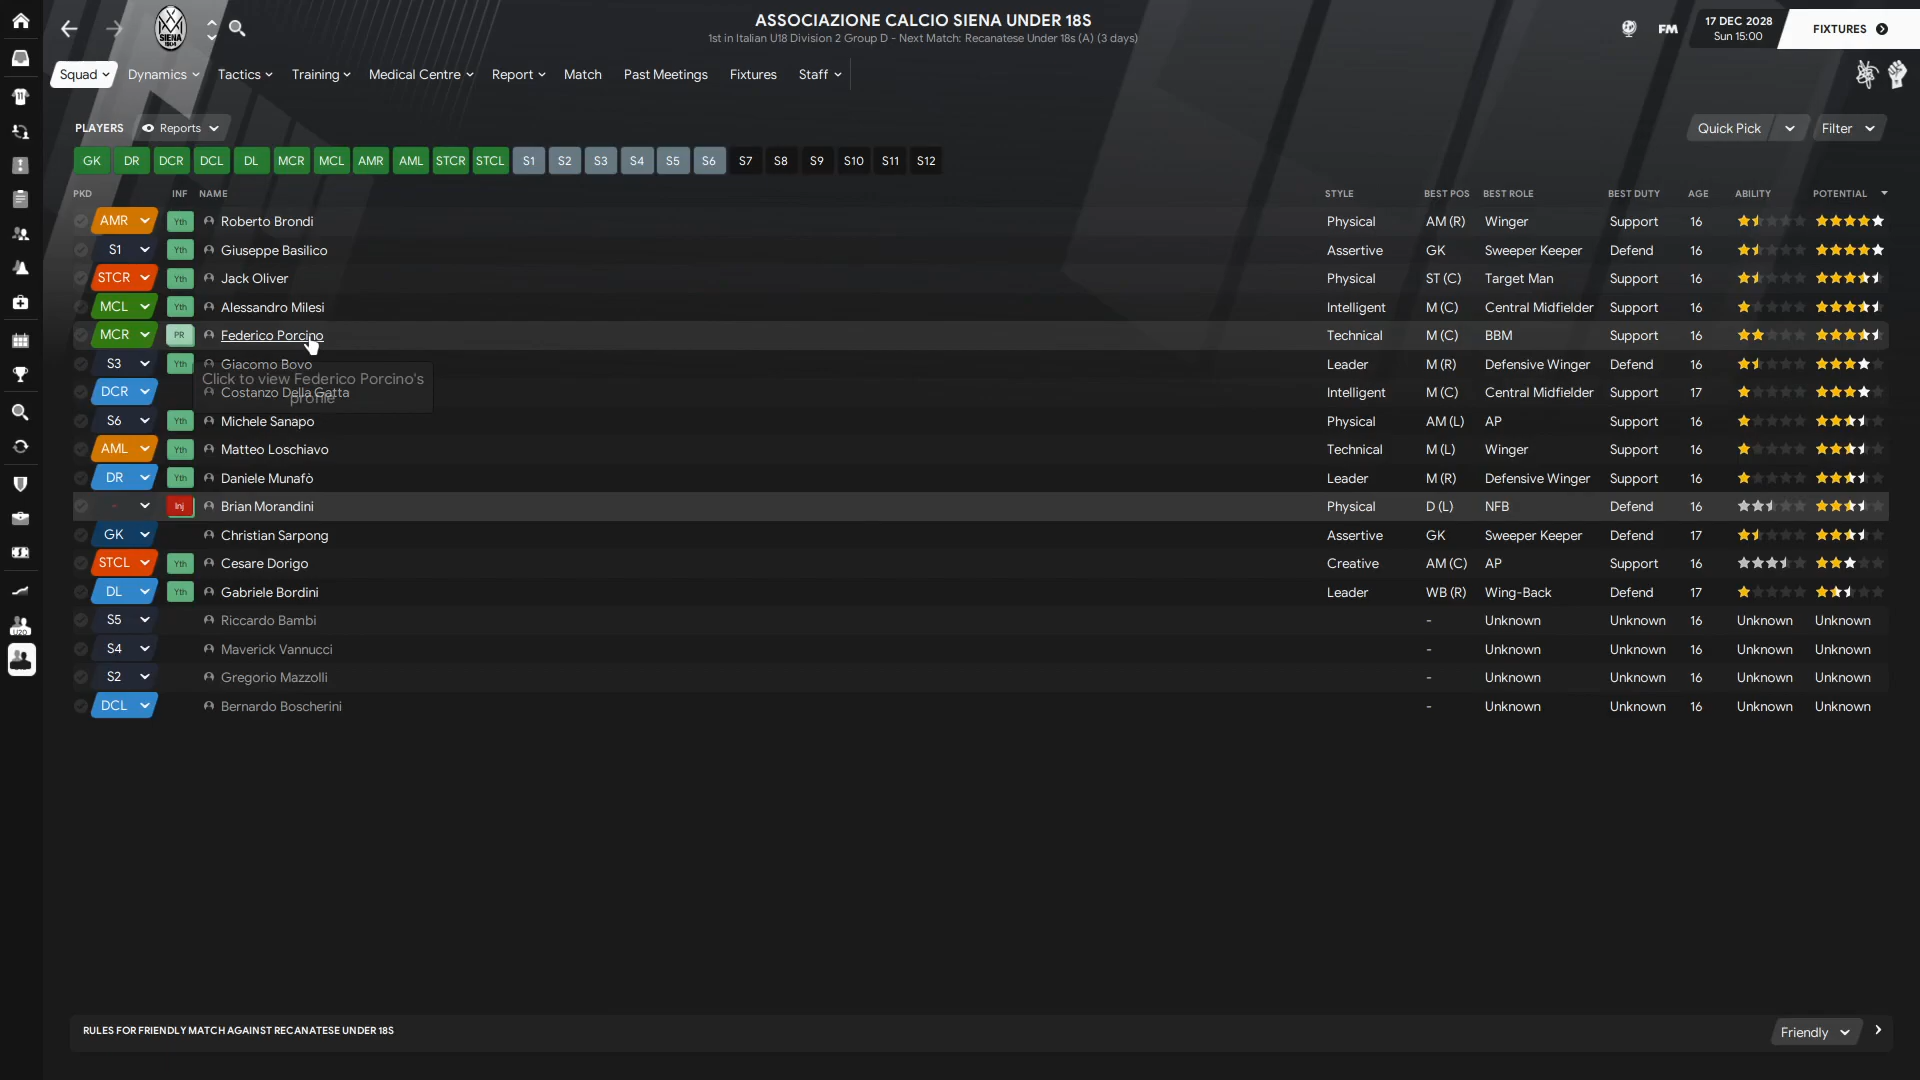 ASSOCIAZIONE CALCIO SIENA UNDER 18S
1st in Italian U18 Division 2 Group D - Next Match: Recanatese Under 18s (A) (3 days)
SIENA
1904
FM
17 DEC 2028
Sun 15:00
FIXTURES
Squad Dynamics Tactics Training Medical Centre Report Match Past Meetings Fixtures Staff
PLAYERS Reports Quick Pick Filter
GK DR DCR DCL DL MCR MCL AMR AML STCR STCL S1 S2 S3 S4 S5 S6 S7 S8 S9 S10 S11 S12
PKD INF NAME STYLE BEST POS BEST ROLE BEST DUTY AGE ABILITY POTENTIAL
AMR Yth Roberto Brondi Physical AM (R) Winger Support 16
S1 Yth Giuseppe Basilico Assertive GK Sweeper Keeper Defend 16
STCR Yth Jack Oliver Physical ST (C) Target Man Support 16
MCL Yth Alessandro Milesi Intelligent M (C) Central Midfielder Support 16
MCR PR Federico Porcino Technical M (C) BBM Support 16
S3 Yth Giacomo Bovo Leader M (R) Defensive Winger Support 16
Click to view Federico Porcino's
profile
DCR Costanzo Della Gatta Intelligent M (C) Central Midfielder Support 17
S6 Yth Michele Sanapo Physical AM (L) AP Support 16
AML Yth Matteo Loschiavo Technical M (L) Winger Support 16
DR Yth Daniele Munafò Leader M (R) Defensive Winger Support 16
- Inj Brian Morandini Physical D (L) NFB Defend 16
GK Christian Sarpong Assertive GK Sweeper Keeper Defend 17
STCL Yth Cesare Dorigo Creative AM (C) AP Support 16
DL Yth Gabriele Bordini Leader WB (R) Wing-Back Defend 17
S5 Riccardo Bambi - Unknown Unknown 16 Unknown Unknown
S4 Maverick Vannucci - Unknown Unknown 16 Unknown Unknown
S2 Gregorio Mazzolli - Unknown Unknown 16 Unknown Unknown
DCL Bernardo Boscherini - Unknown Unknown 16 Unknown Unknown
U20
RULES FOR FRIENDLY MATCH AGAINST RECANATESE UNDER 18S
Friendly